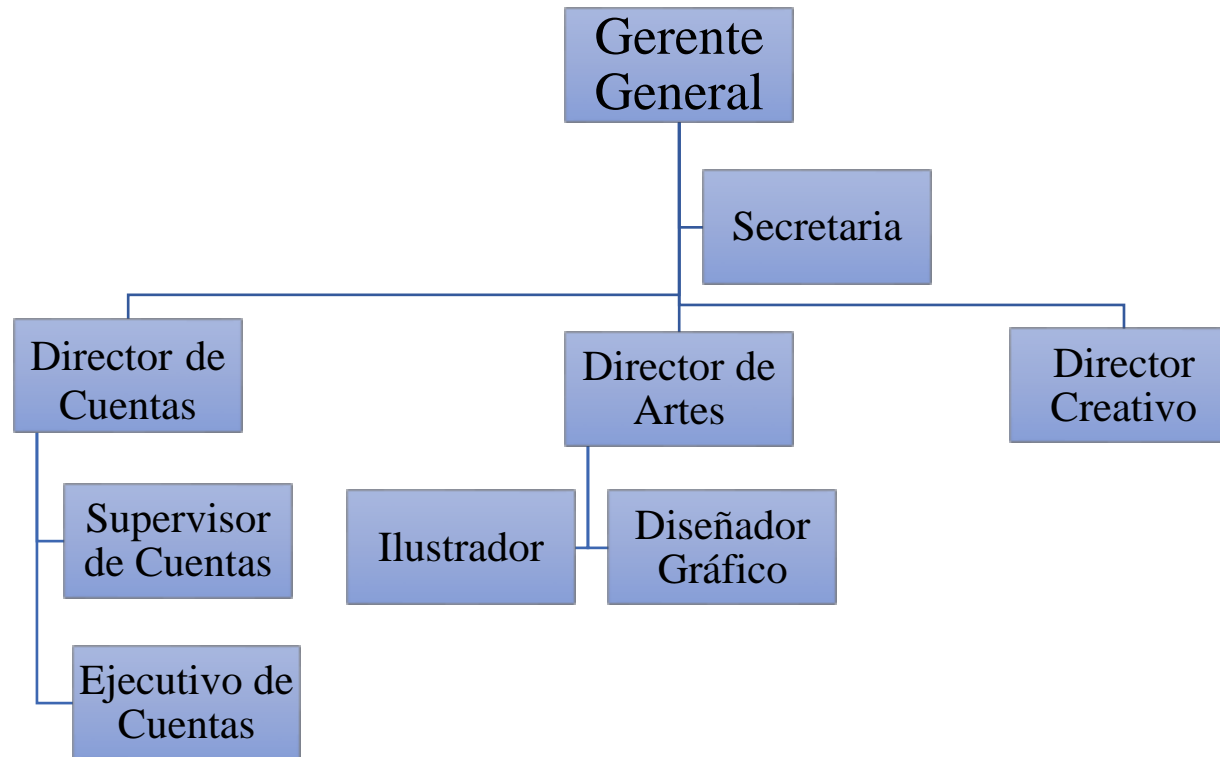 Gerente
General
Secretaria
Director de
Cuentas
Director de
Artes
Director
Creativo
Supervisor
de Cuentas
Ilustrador
Diseñador
Gráfico
Ejecutivo de
Cuentas